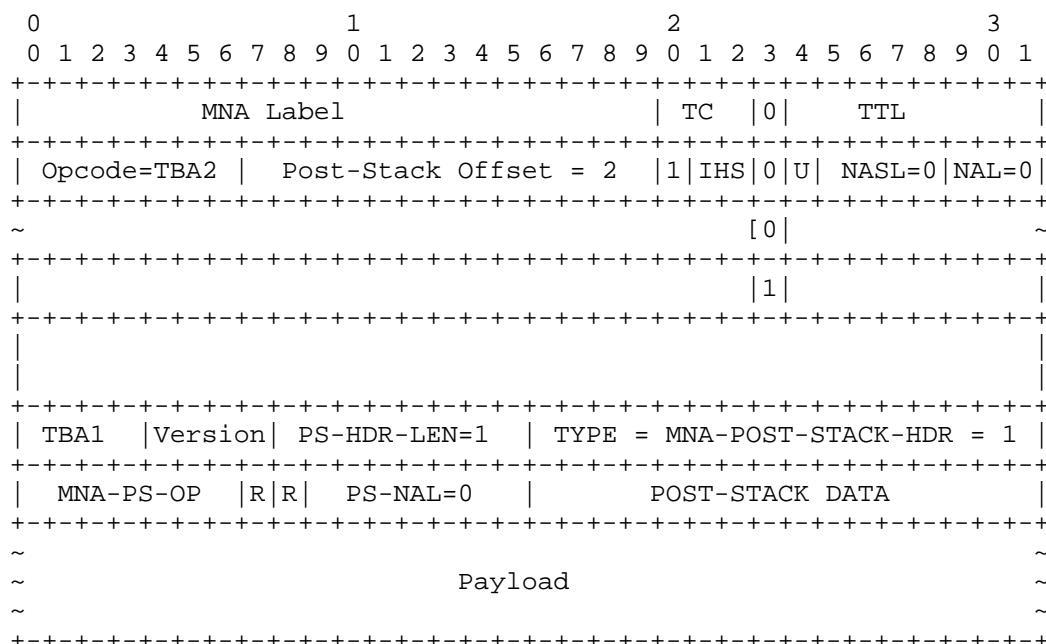 0                   1                   2                   3
 0 1 2 3 4 5 6 7 8 9 0 1 2 3 4 5 6 7 8 9 0 1 2 3 4 5 6 7 8 9 0 1
+-+-+-+-+-+-+-+-+-+-+-+-+-+-+-+-+-+-+-+-+-+-+-+-+-+-+-+-+-+-+-+-+
|           MNA Label                   | TC  |0|    TTL        |
+-+-+-+-+-+-+-+-+-+-+-+-+-+-+-+-+-+-+-+-+-+-+-+-+-+-+-+-+-+-+-+-+
| Opcode=TBA2 |  Post-Stack Offset = 2  |1|IHS|0|U| NASL=0|NAL=0|
+-+-+-+-+-+-+-+-+-+-+-+-+-+-+-+-+-+-+-+-+-+-+-+-+-+-+-+-+-+-+-+-+
~                                             [0|               ~
+-+-+-+-+-+-+-+-+-+-+-+-+-+-+-+-+-+-+-+-+-+-+-+-+-+-+-+-+-+-+-+-+
|                                             |1|               |
+-+-+-+-+-+-+-+-+-+-+-+-+-+-+-+-+-+-+-+-+-+-+-+-+-+-+-+-+-+-+-+-+
|                                                               |
|                                                               |
+-+-+-+-+-+-+-+-+-+-+-+-+-+-+-+-+-+-+-+-+-+-+-+-+-+-+-+-+-+-+-+-+
| TBA1  |Version| PS-HDR-LEN=1  | TYPE = MNA-POST-STACK-HDR = 1 |
+-+-+-+-+-+-+-+-+-+-+-+-+-+-+-+-+-+-+-+-+-+-+-+-+-+-+-+-+-+-+-+-+
|  MNA-PS-OP  |R|R|  PS-NAL=0   |       POST-STACK DATA         |
+-+-+-+-+-+-+-+-+-+-+-+-+-+-+-+-+-+-+-+-+-+-+-+-+-+-+-+-+-+-+-+-+
~                                                               ~
~                           Payload                             ~
~                                                               ~
+-+-+-+-+-+-+-+-+-+-+-+-+-+-+-+-+-+-+-+-+-+-+-+-+-+-+-+-+-+-+-+-+